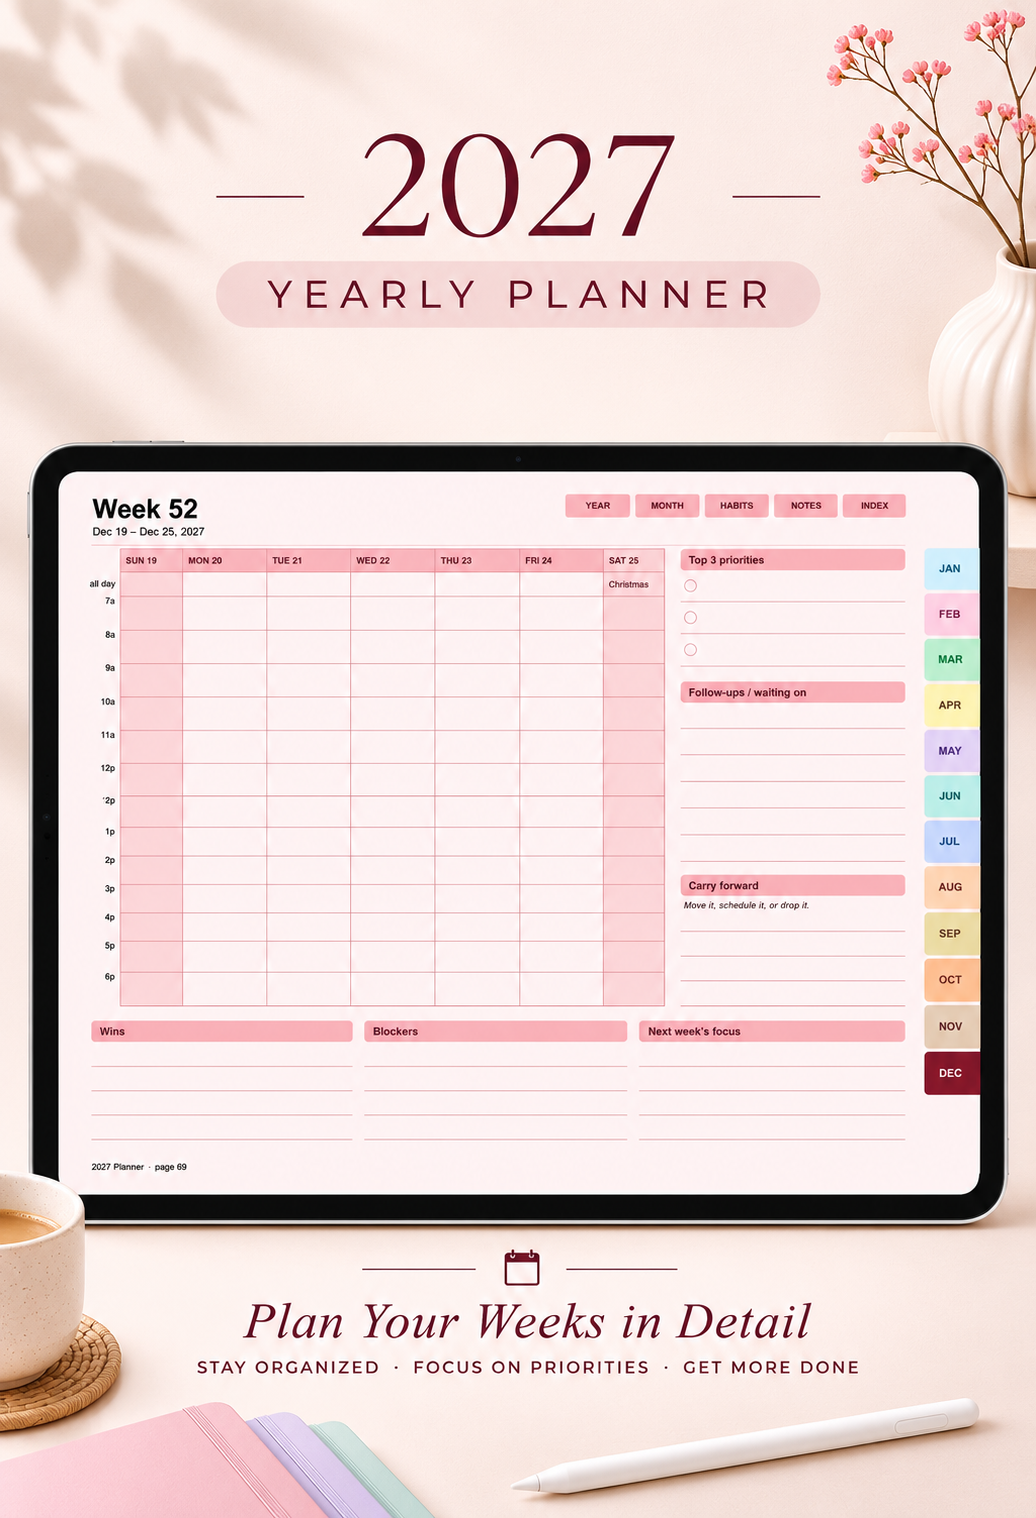 2027
YEARLY PLANNER
Week 52
Dec 19 – Dec 25, 2027
YEAR MONTH HABITS NOTES INDEX
SUN 19 MON 20 TUE 21 WED 22 THU 23 FRI 24 SAT 25
all day Christmas
7a
8a
9a
10a
11a
12p
'2p
1p
2p
3p
4p
5p
6p
Top 3 priorities
Follow-ups / waiting on
Carry forward
Move it, schedule it, or drop it.
Wins
Blockers
Next week's focus
2027 Planner · page 69
JAN
FEB
MAR
APR
MAY
JUN
JUL
AUG
SEP
OCT
NOV
DEC
Plan Your Weeks in Detail
STAY ORGANIZED · FOCUS ON PRIORITIES · GET MORE DONE